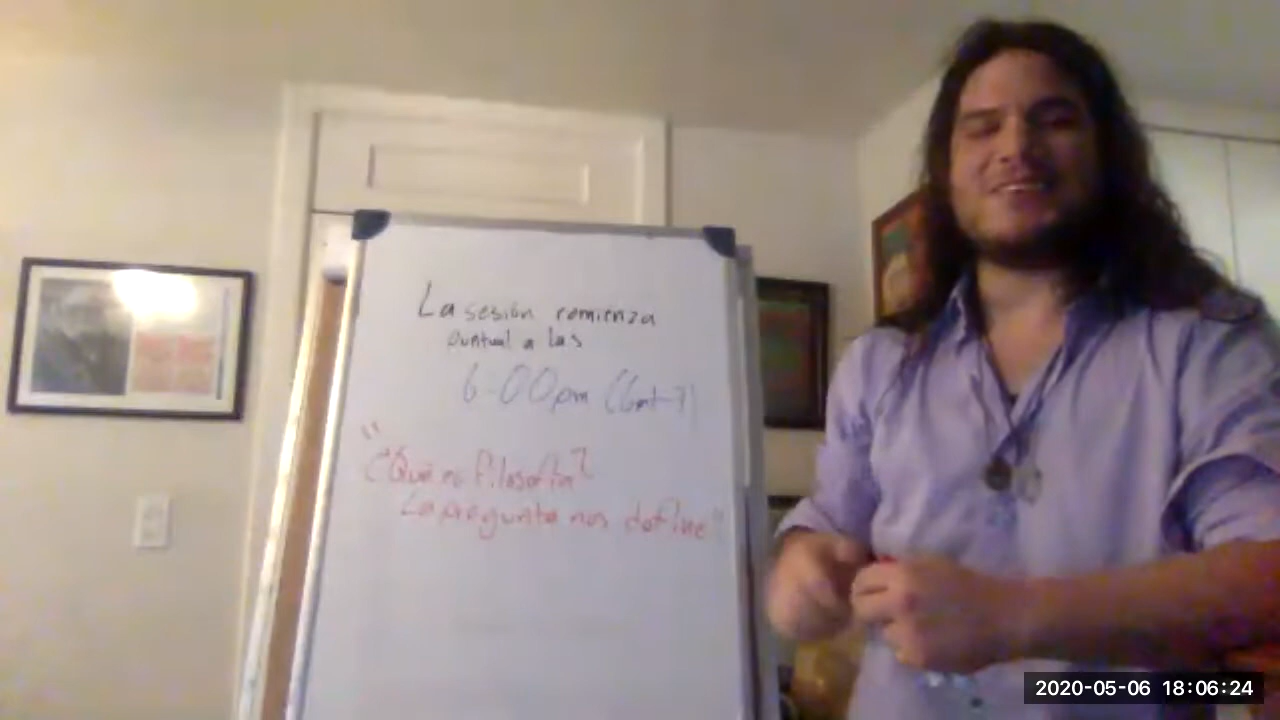 La sesión comienza
puntual a las
6:00pm (Gmt-7)
"¿Qué es filosofía?
La pregunta nos define"
2020-05-06 18:06:24